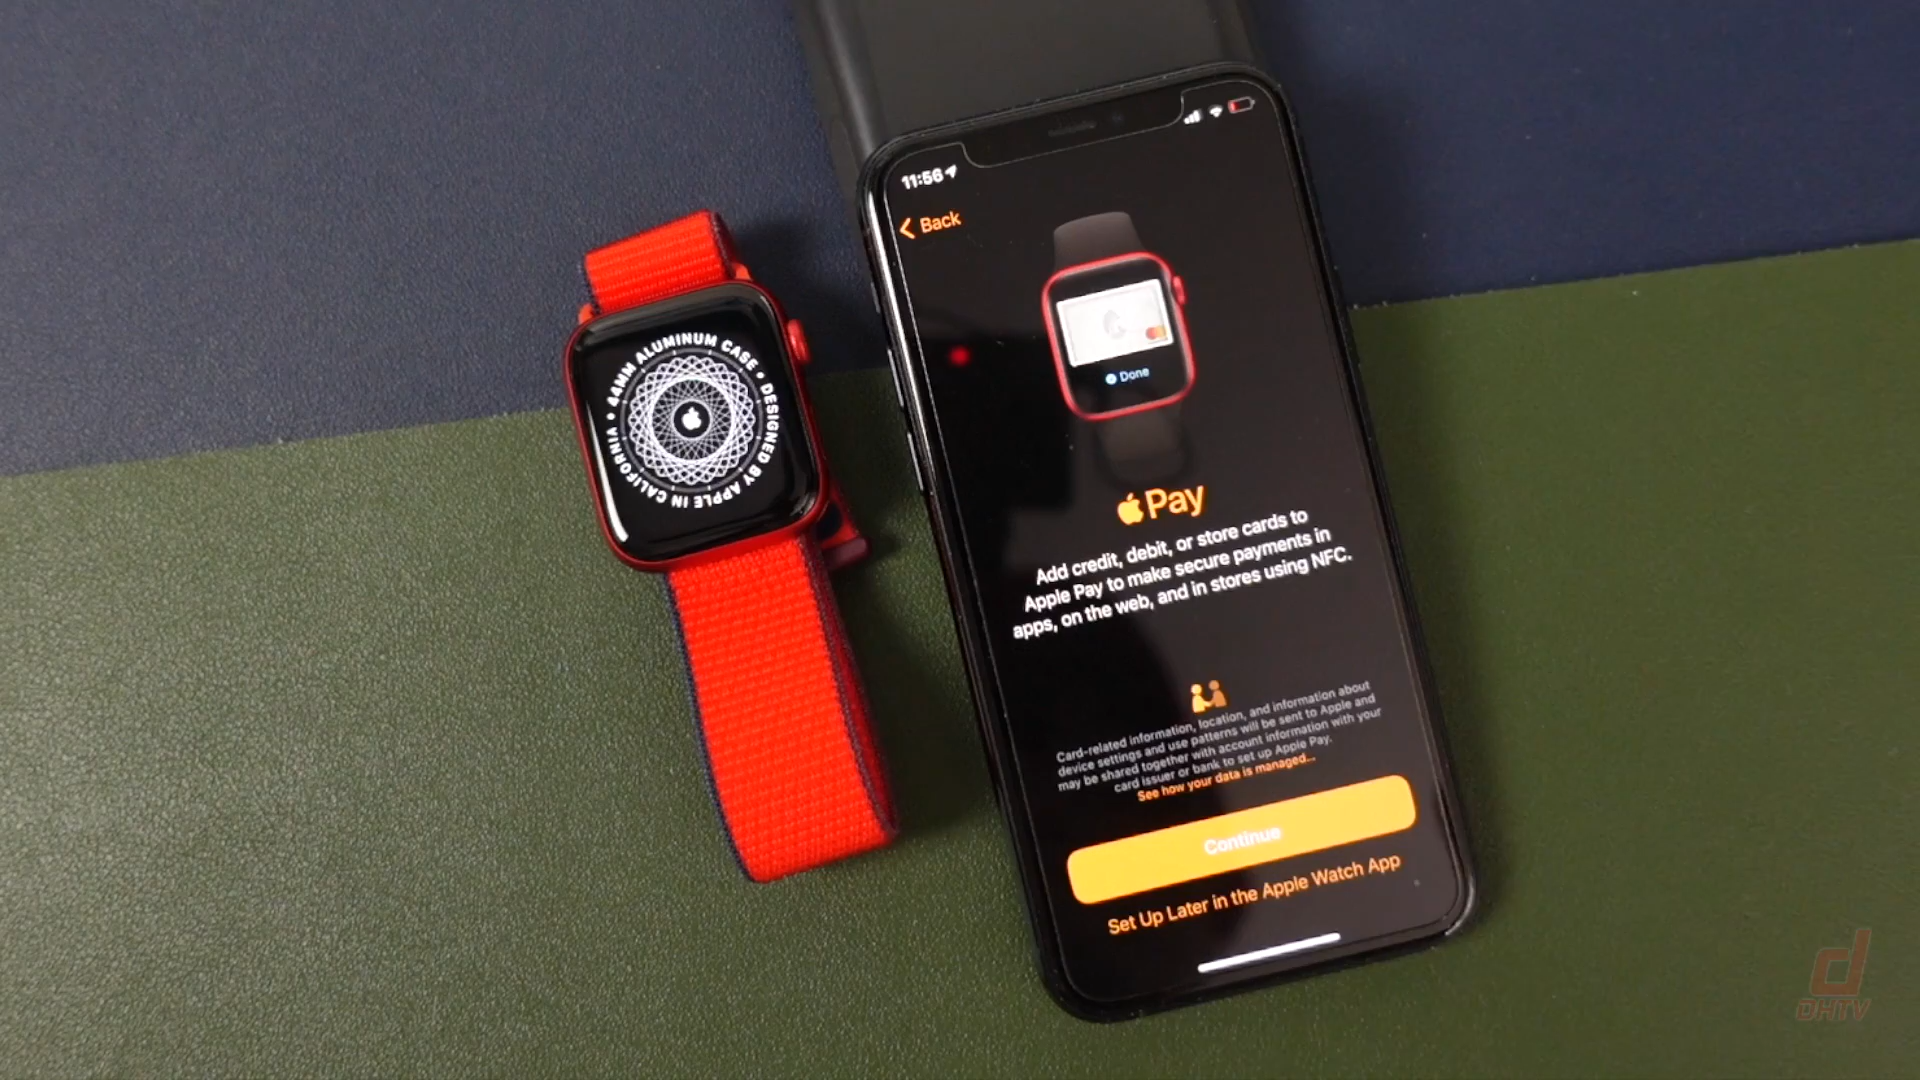 44MM ALUMINUM CASE • DESIGNED BY APPLE IN CALIFORNIA •
11:56
Back
Done
Pay
Add credit, debit, or store cards to
Apple Pay to make secure payments in
apps, on the web, and in stores using NFC.
Card-related information, location, and information about
device settings and use patterns will be sent to Apple and
may be shared together with account information with your
card issuer or bank to set up Apple Pay.
See how your data is managed...
Continue
Set Up Later in the Apple Watch App
d
DHTV